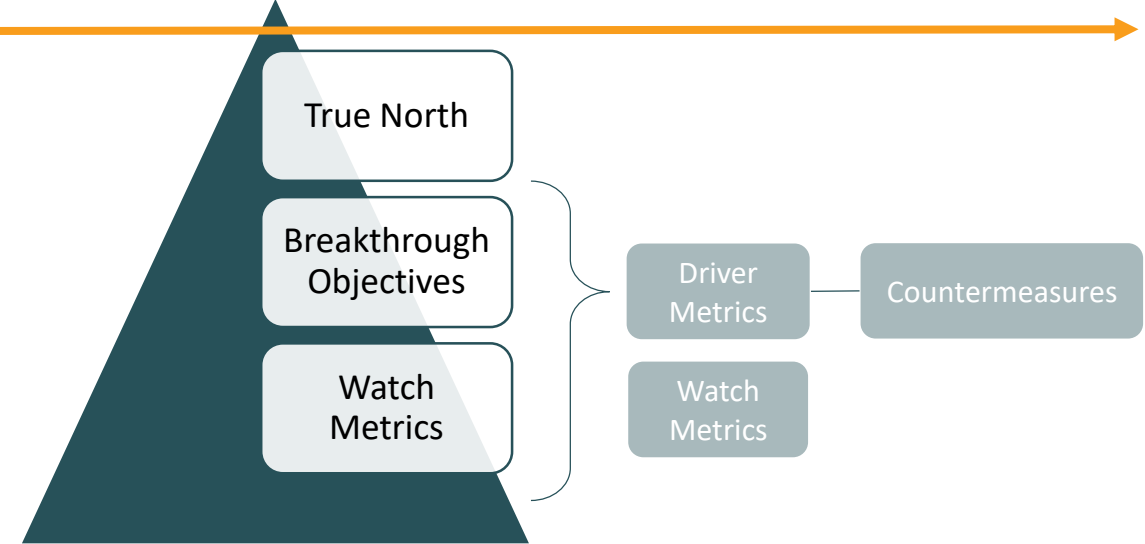 True North
Breakthrough
Objectives
Driver
Metrics
Countermeasures
Watch
Metrics
Watch
Metrics